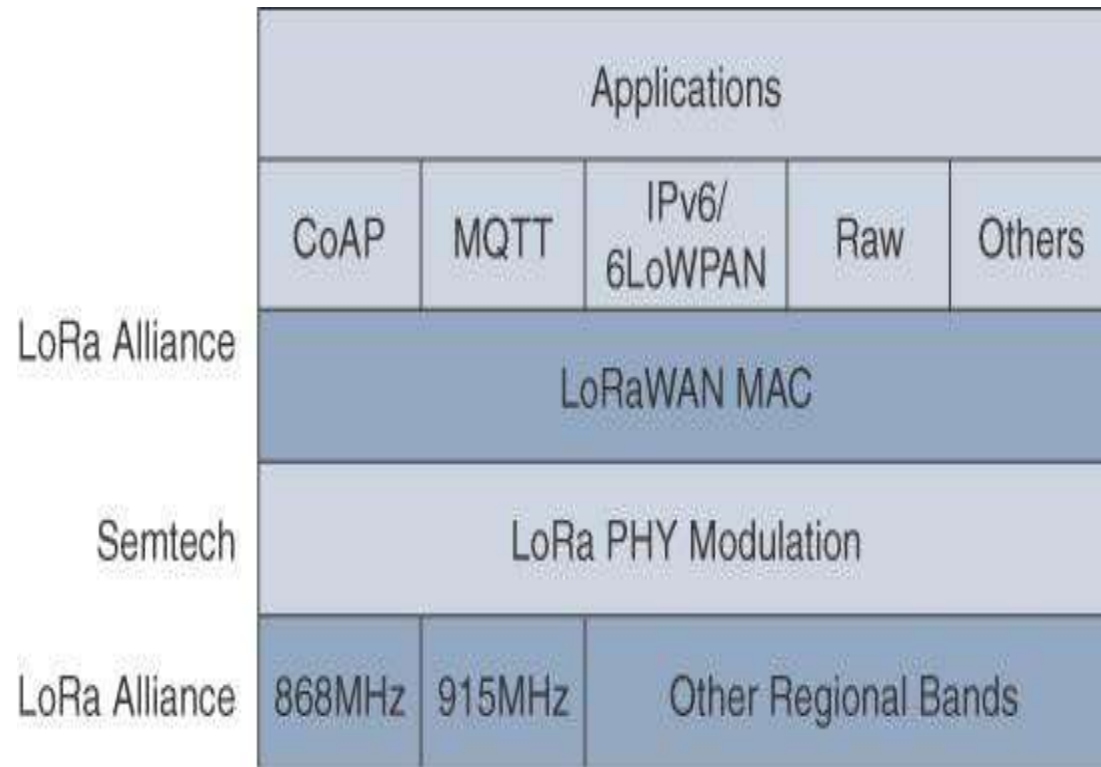 Applications
CoAP
MQTT
IPv6/
6LoWPAN
Raw
Others
LoRa Alliance
LoRaWAN MAC
Semtech
LoRa PHY Modulation
LoRa Alliance
868MHz
915MHz
Other Regional Bands